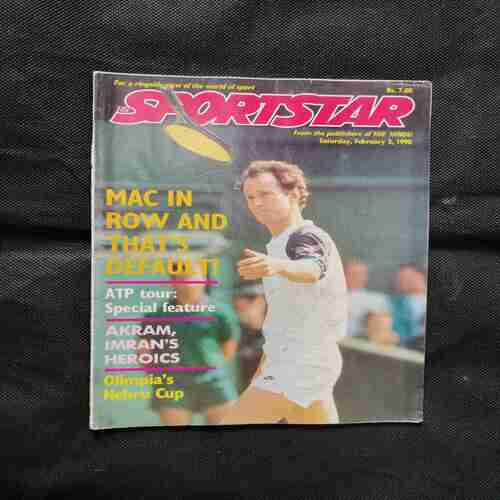 For a ringside view of the world of sport
Rs. 7.00
SPORTSTAR
From the publishers of THE HINDU
Saturday, February 3, 1990
MAC IN
ROW AND
THAT'S
DEFAULT!
ATP tour:
Special feature
AKRAM,
IMRAN'S
HEROICS
Olimpia's
Nehru Cup